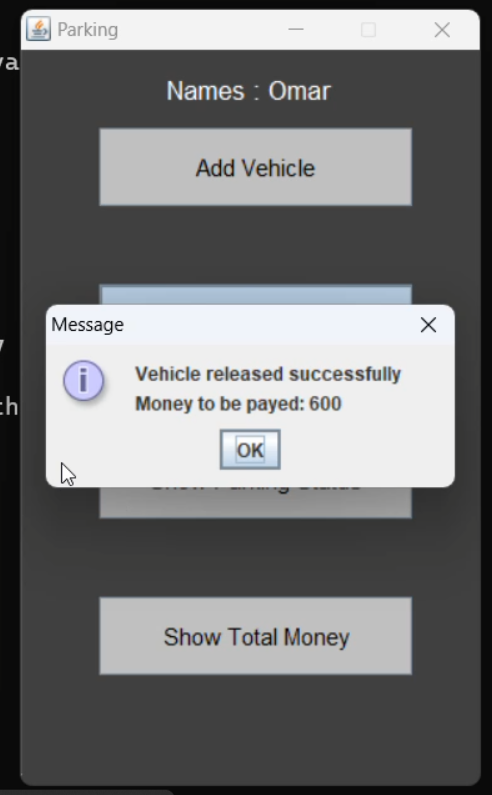 Parking
Names : Omar
Add Vehicle
Message
Vehicle released successfully
Money to be payed: 600
OK
Show Total Money